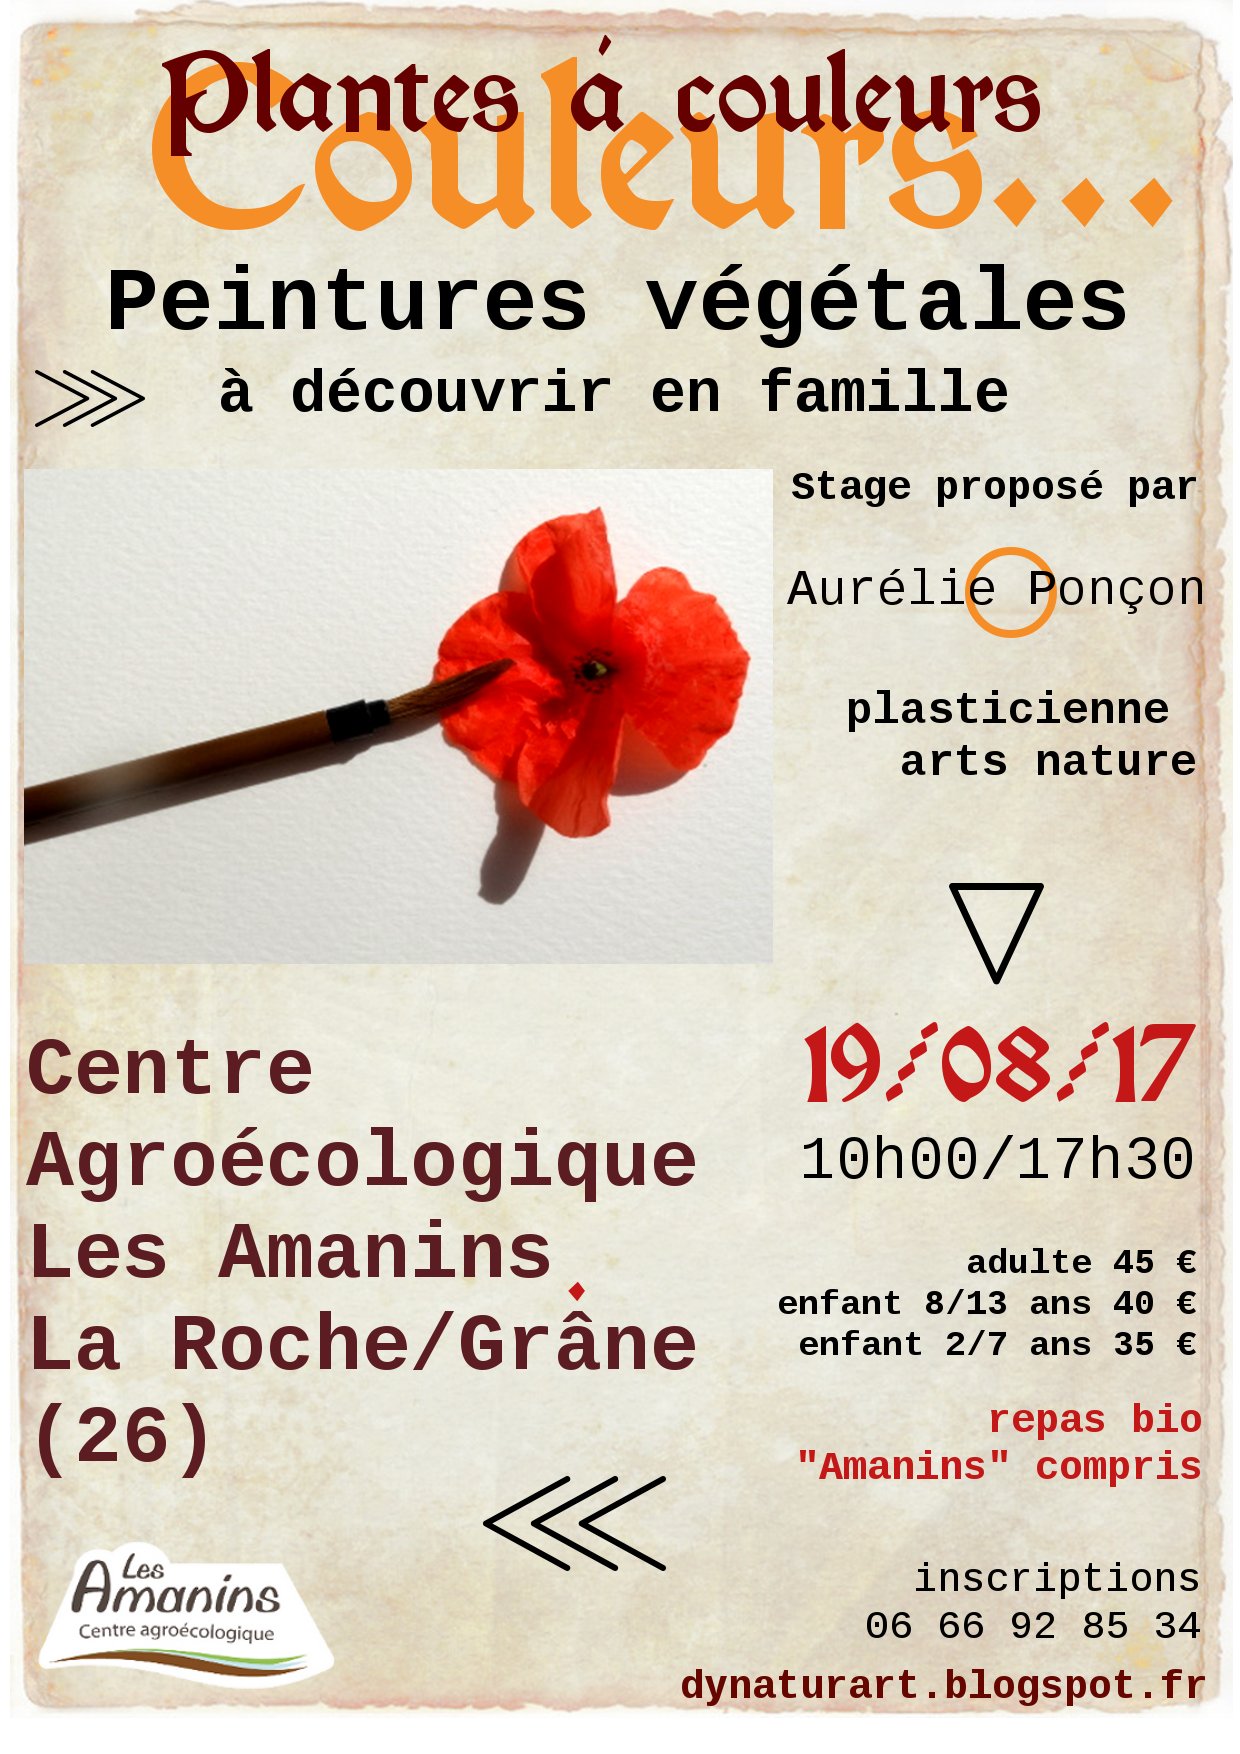 Plantes à couleurs
Couleurs...
Peintures végétales
à découvrir en famille
Stage proposé par
Aurélie Ponçon
plasticienne
arts nature
19/08/17
10h00/17h30
adulte 45 €
enfant 8/13 ans 40 €
enfant 2/7 ans 35 €
repas bio
"Amanins" compris
Centre
Agroécologique
Les Amanins
La Roche/Grâne
(26)
Les
Amanins
Centre agroécologique
inscriptions
06 66 92 85 34
dynaturart.blogspot.fr